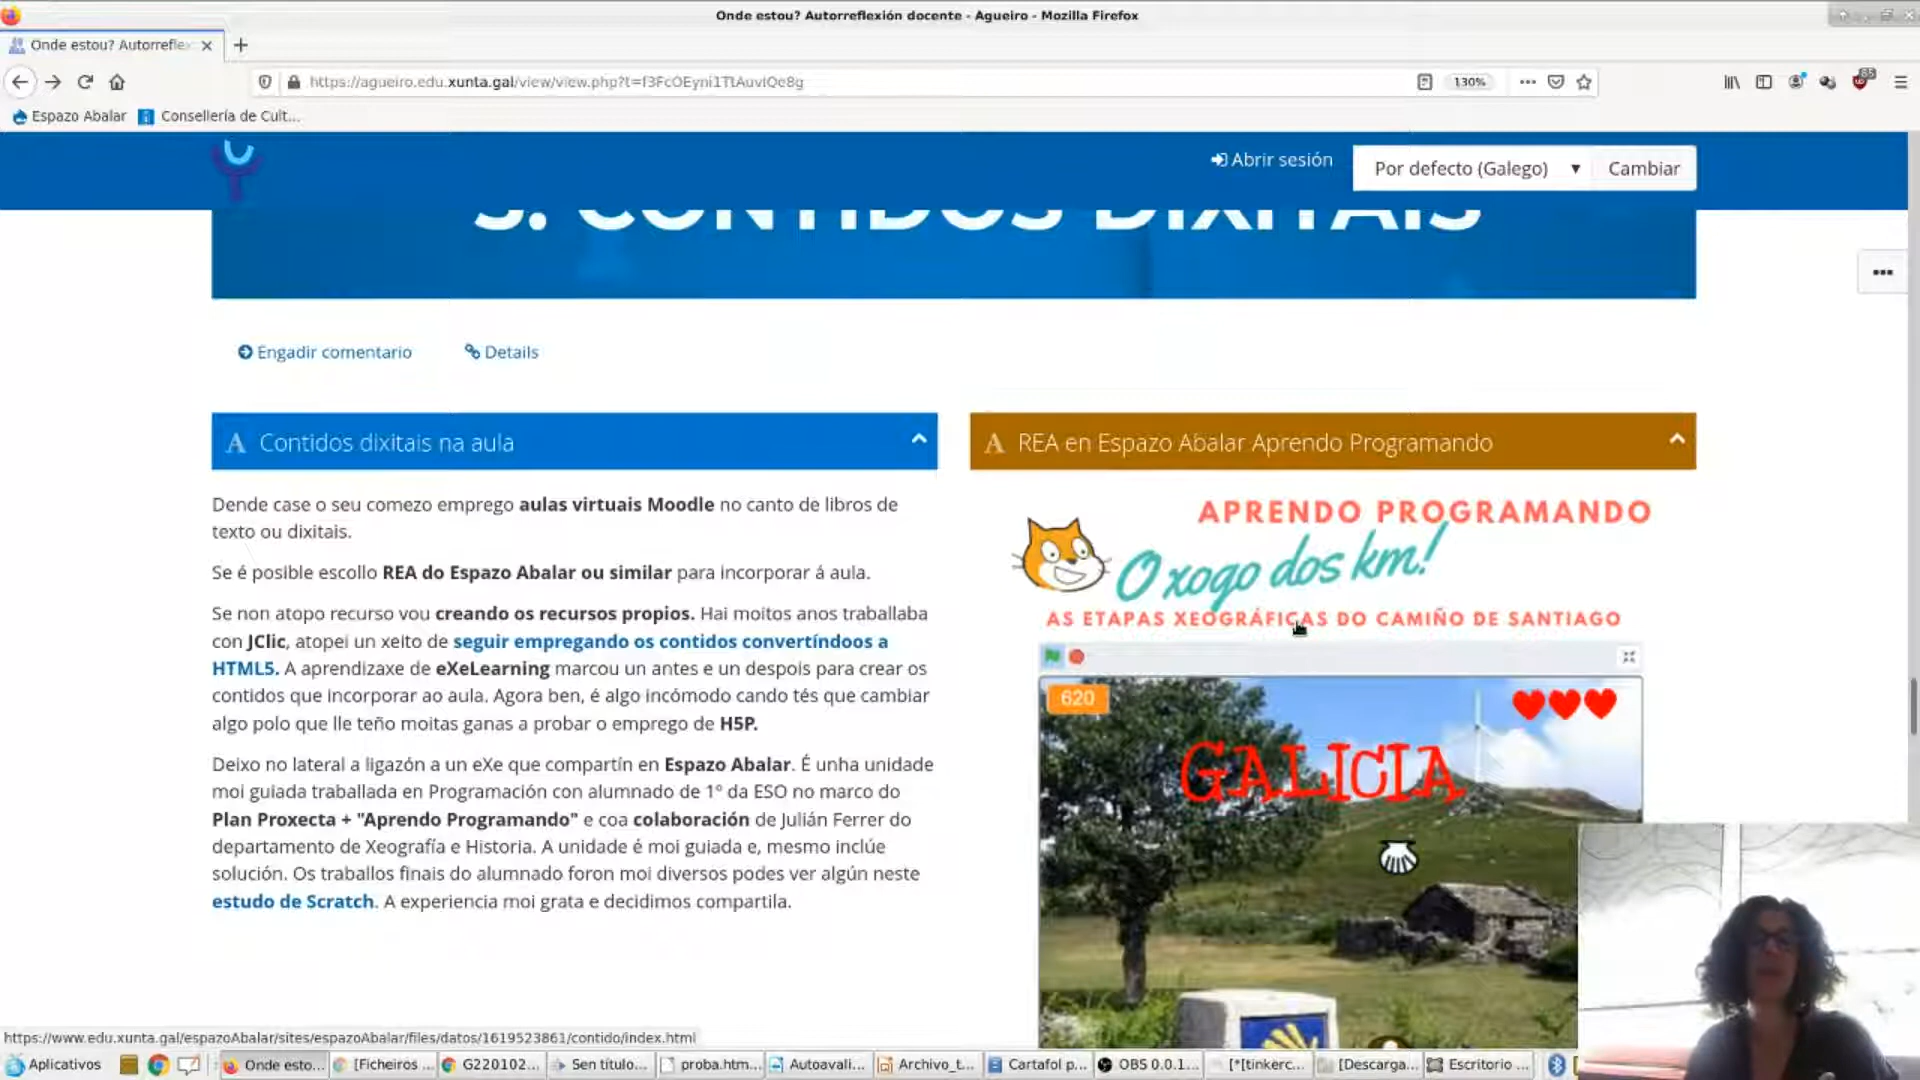 Onde estou? Autorreflexión docente - Agueiro - Mozilla Firefox
Onde estou? Autorrefle
https://agueiro.edu.xunta.gal/view/view.php?t=f3FcOEyni1TtAuvIQe8g
130%
85
Espazo Abalar
Consellería de Cult...
Abrir sesión
Por defecto (Galego)
Cambiar
5. CONTIDOS DIXITAIS
Engadir comentario
Details
Contidos dixitais na aula
Dende case o seu comezo emprego aulas virtuais Moodle no canto de libros de
texto ou dixitais.
Se é posible escollo REA do Espazo Abalar ou similar para incorporar á aula.
Se non atopo recurso vou creando os recursos propios. Hai moitos anos traballaba
con JClic, atopei un xeito de seguir empregando os contidos convertíndoos a
HTML5. A aprendizaxe de eXeLearning marcou un antes e un despois para crear os
contidos que incorporar ao aula. Agora ben, é algo incómodo cando tés que cambiar
algo polo que lle teño moitas ganas a probar o emprego de H5P.
Deixo no lateral a ligazón a un eXe que compartín en Espazo Abalar. É unha unidade
moi guiada traballada en Programación con alumnado de 1º da ESO no marco do
Plan Proxecta + "Aprendo Programando" e coa colaboración de Julián Ferrer do
departamento de Xeografía e Historia. A unidade é moi guiada e, mesmo inclúe
solución. Os traballos finais do alumnado foron moi diversos podes ver algún neste
estudo de Scratch. A experiencia moi grata e decidimos compartila.
REA en Espazo Abalar Aprendo Programando
APRENDO PROGRAMANDO
O xogo dos km!
AS ETAPAS XEOGRÁFICAS DO CAMIÑO DE SANTIAGO
620
GALICIA
https://www.edu.xunta.gal/espazoAbalar/sites/espazoAbalar/files/datos/1619523861/contido/index.html
Aplicativos
Onde esto...
[Ficheiros ...
G220102...
Sen título...
proba.htm...
Autoavali...
Archivo_t...
Cartafol p...
OBS 0.0.1...
[*[tinkerc...
[Descarga...
Escritorio ...